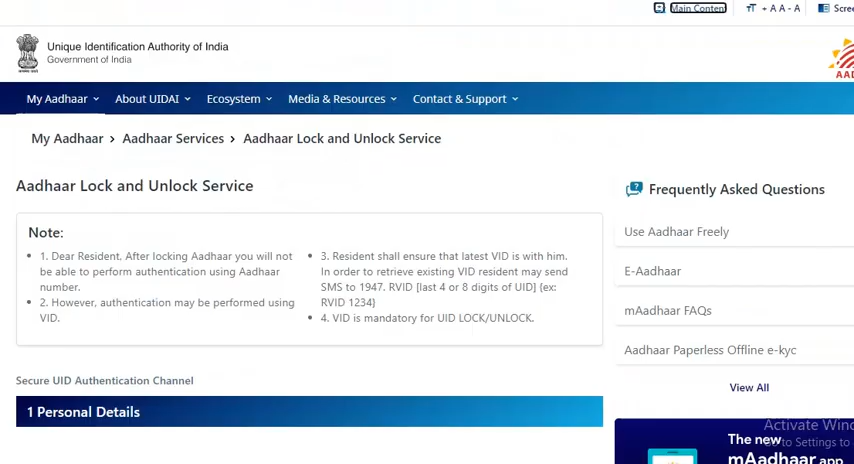 Main Content
+ A A - A
Unique Identification Authority of India
Government of India
My Aadhaar
About UIDAI
Ecosystem
Media & Resources
Contact & Support
My Aadhaar > Aadhaar Services > Aadhaar Lock and Unlock Service
Aadhaar Lock and Unlock Service
Note:
1. Dear Resident, After locking Aadhaar you will not
be able to perform authentication using Aadhaar
number.
2. However, authentication may be performed using
VID.
3. Resident shall ensure that latest VID is with him.
In order to retrieve existing VID resident may send
SMS to 1947. RVID [last 4 or 8 digits of UID] (ex:
RVID 1234)
4. VID is mandatory for UID LOCK/UNLOCK.
Secure UID Authentication Channel
1 Personal Details
Frequently Asked Questions
Use Aadhaar Freely
E-Aadhaar
mAadhaar FAQs
Aadhaar Paperless Offline e-kyc
View All
Activate
to Settings to
The new
mAadhaar app